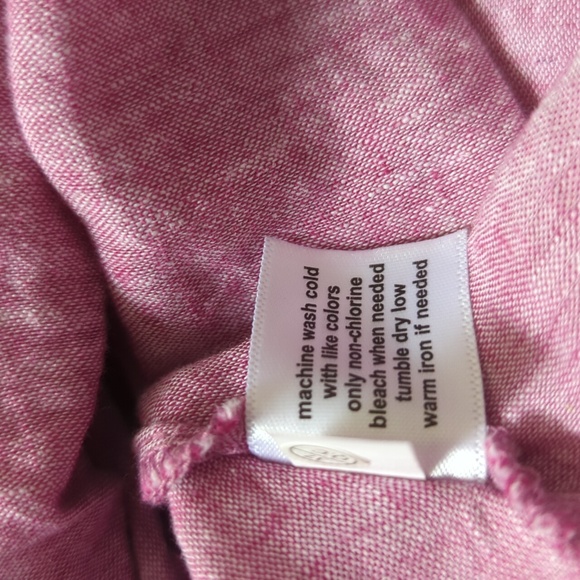 machine wash cold
with like colors
only non-chlorine
bleach when needed
tumble dry low
warm iron if needed